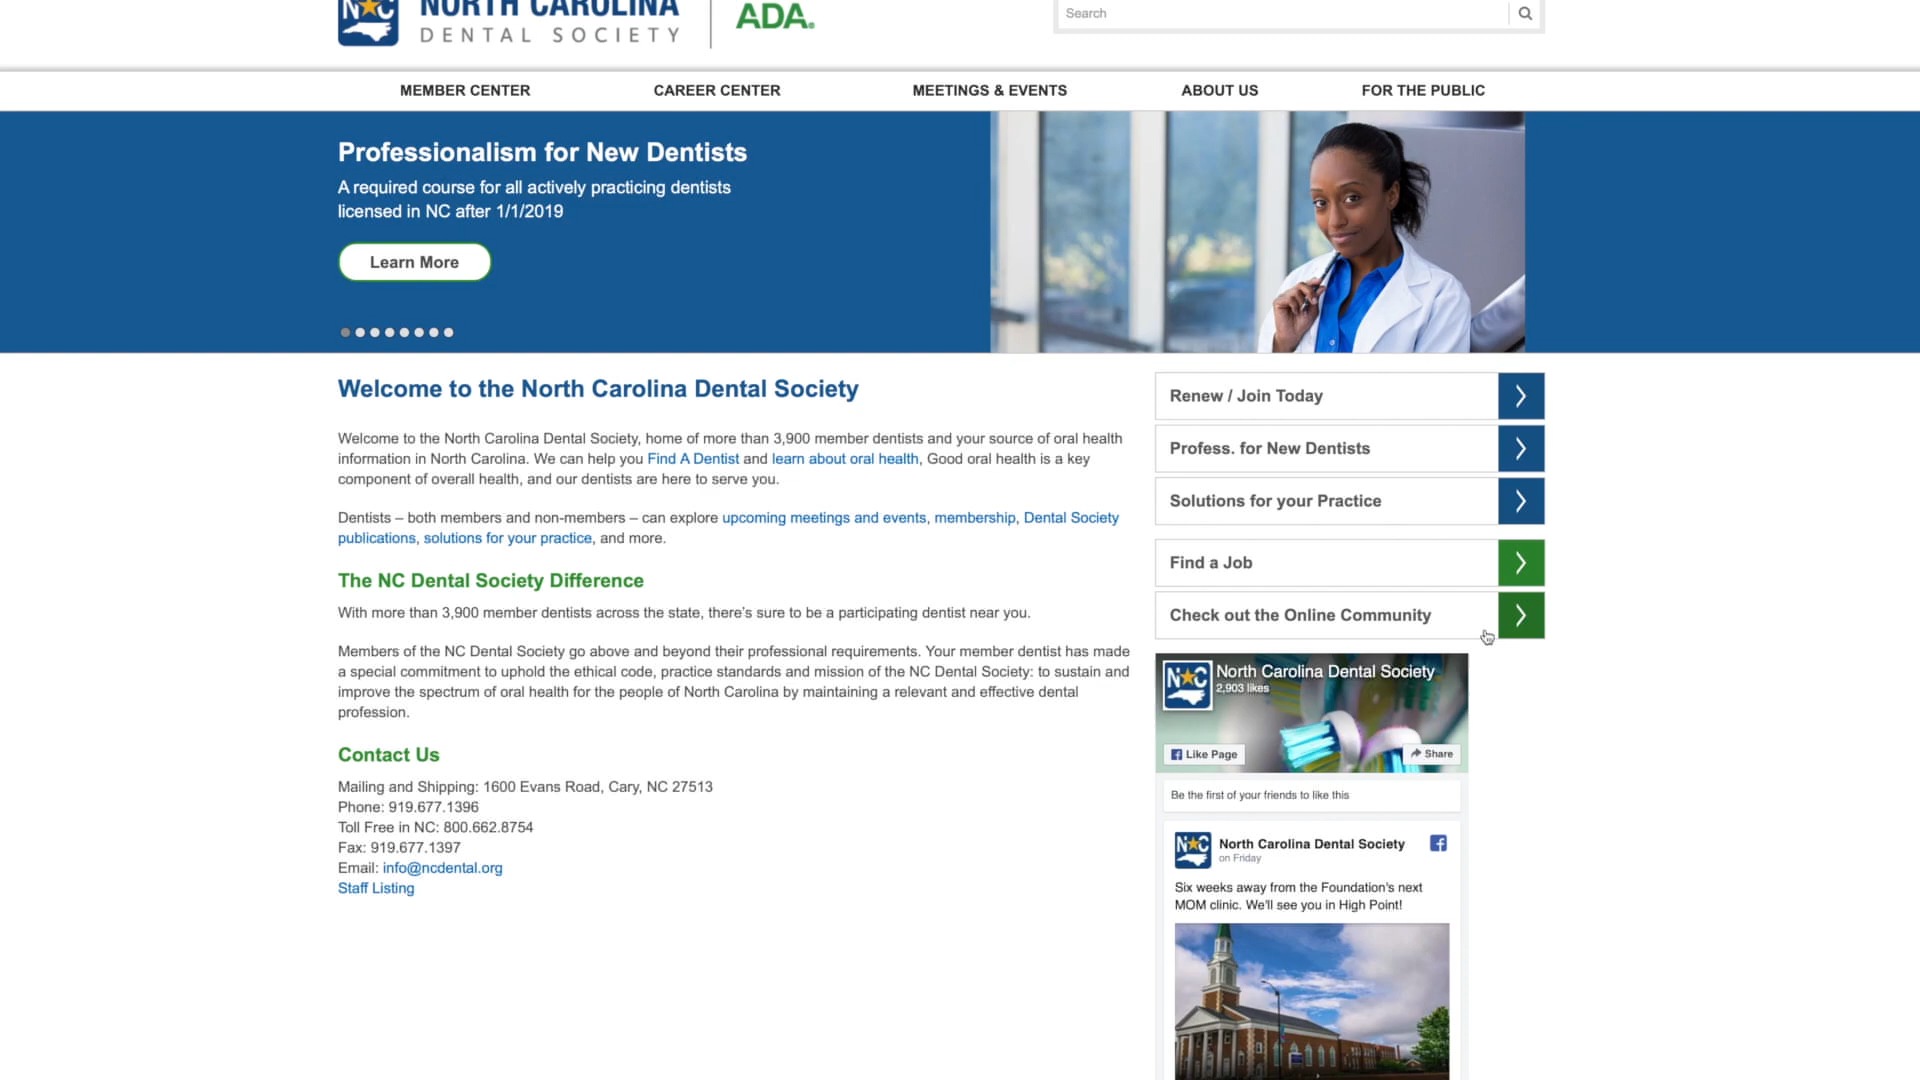 NORTH CAROLINA
DENTAL SOCIETY
ADA.
Search
MEMBER CENTER
CAREER CENTER
MEETINGS & EVENTS
ABOUT US
FOR THE PUBLIC
Professionalism for New Dentists
A required course for all actively practicing dentists
licensed in NC after 1/1/2019
Learn More
Welcome to the North Carolina Dental Society
Welcome to the North Carolina Dental Society, home of more than 3,900 member dentists and your source of oral health
information in North Carolina. We can help you Find A Dentist and learn about oral health, Good oral health is a key
component of overall health, and our dentists are here to serve you.
Dentists – both members and non-members – can explore upcoming meetings and events, membership, Dental Society
publications, solutions for your practice, and more.
The NC Dental Society Difference
With more than 3,900 member dentists across the state, there's sure to be a participating dentist near you.
Members of the NC Dental Society go above and beyond their professional requirements. Your member dentist has made
a special commitment to uphold the ethical code, practice standards and mission of the NC Dental Society: to sustain and
improve the spectrum of oral health for the people of North Carolina by maintaining a relevant and effective dental
profession.
Contact Us
Mailing and Shipping: 1600 Evans Road, Cary, NC 27513
Phone: 919.677.1396
Toll Free in NC: 800.662.8754
Fax: 919.677.1397
Email: info@ncdental.org
Staff Listing
Renew / Join Today
Profess. for New Dentists
Solutions for your Practice
Find a Job
Check out the Online Community
NC
North Carolina Dental Society
2,903 likes
Like Page
Share
Be the first of your friends to like this
NC
North Carolina Dental Society
on Friday
Six weeks away from the Foundation's next
MOM clinic. We'll see you in High Point!